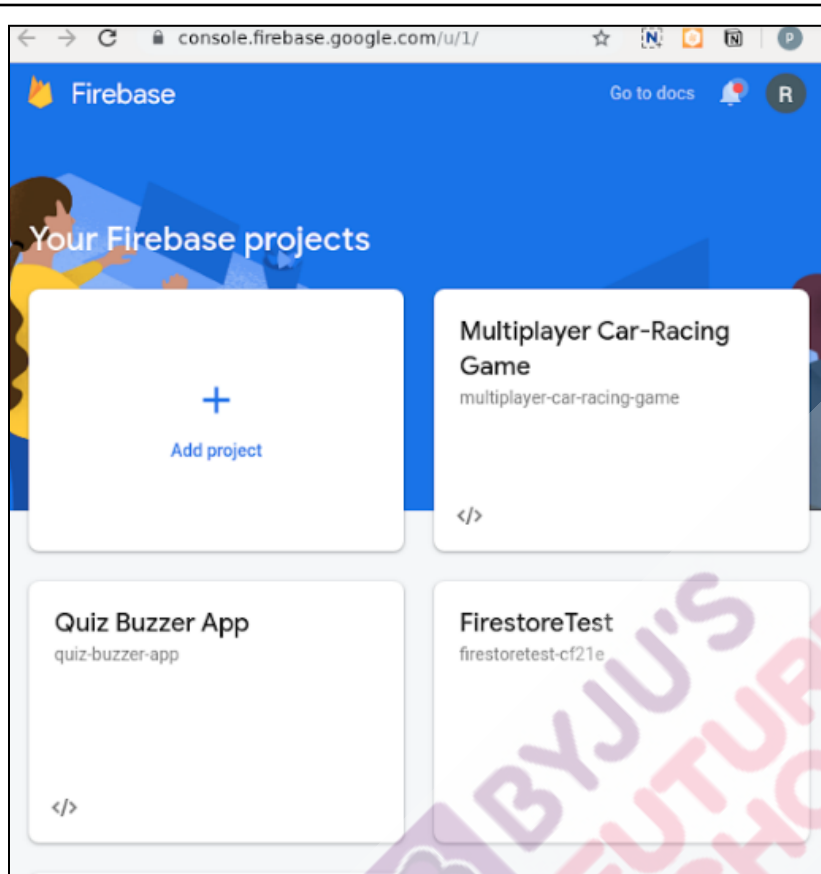 console.firebase.google.com/u/1/
N
P
Firebase
Go to docs
R
Your Firebase projects
+
Add project
Multiplayer Car-Racing
Game
multiplayer-car-racing-game
</>
Quiz Buzzer App
quiz-buzzer-app
</>
FirestoreTest
firestoretest-cf21e
BYJU'S